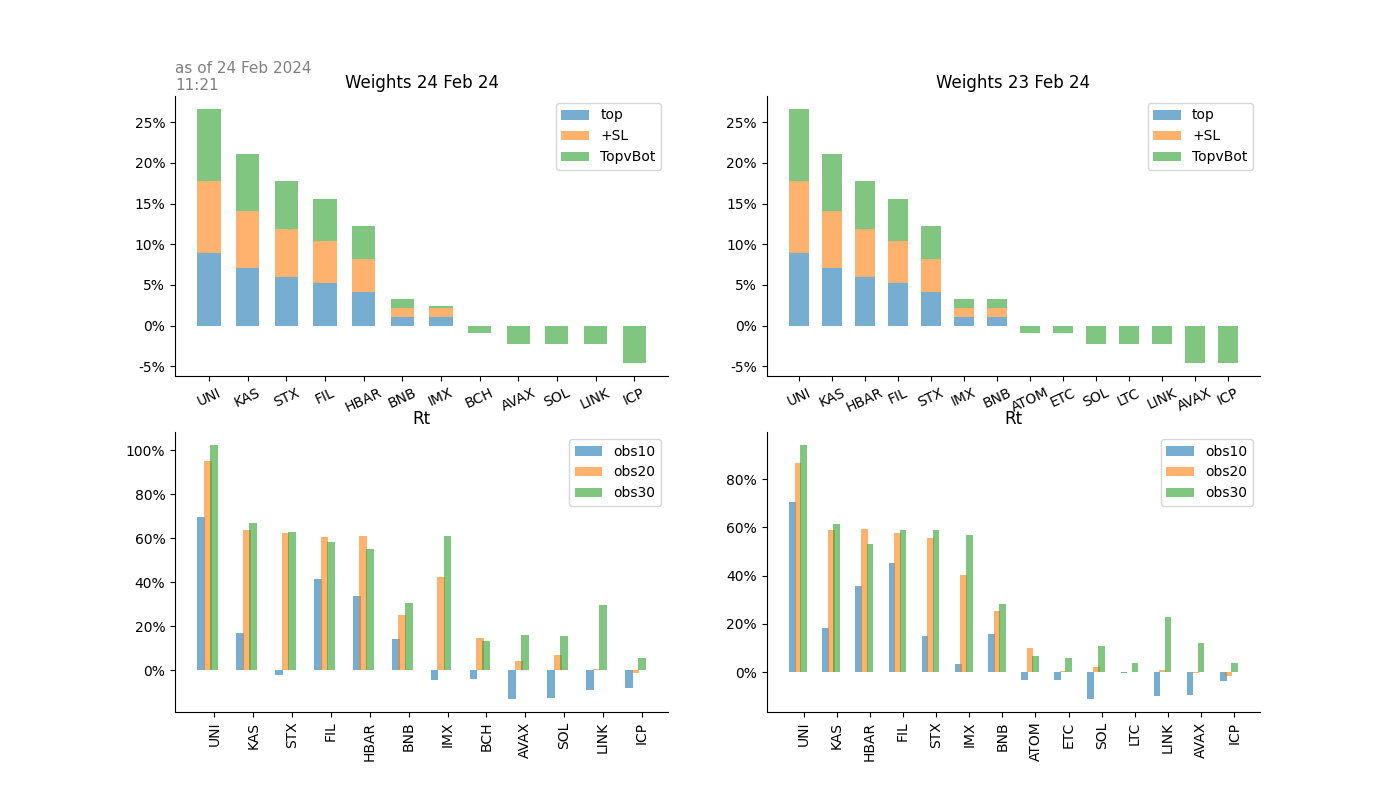 as of 24 Feb 2024
11:21
Weights 24 Feb 24
25%
20%
15%
10%
5%
0%
-5%
top
+SL
TopvBot
UNI KAS STX FIL HBAR BNB IMX BCH AVAX SOL LINK ICP
Weights 23 Feb 24
25%
20%
15%
10%
5%
0%
-5%
top
+SL
TopvBot
UNI KAS HBAR FIL STX IMX BNB ATOM ETC SOL LTC LINK AVAX ICP
Rt
100%
80%
60%
40%
20%
0%
obs10
obs20
obs30
UNI KAS STX FIL HBAR BNB IMX BCH AVAX SOL LINK ICP
Rt
80%
60%
40%
20%
0%
obs10
obs20
obs30
UNI KAS HBAR FIL STX IMX BNB ATOM ETC SOL LTC LINK AVAX ICP